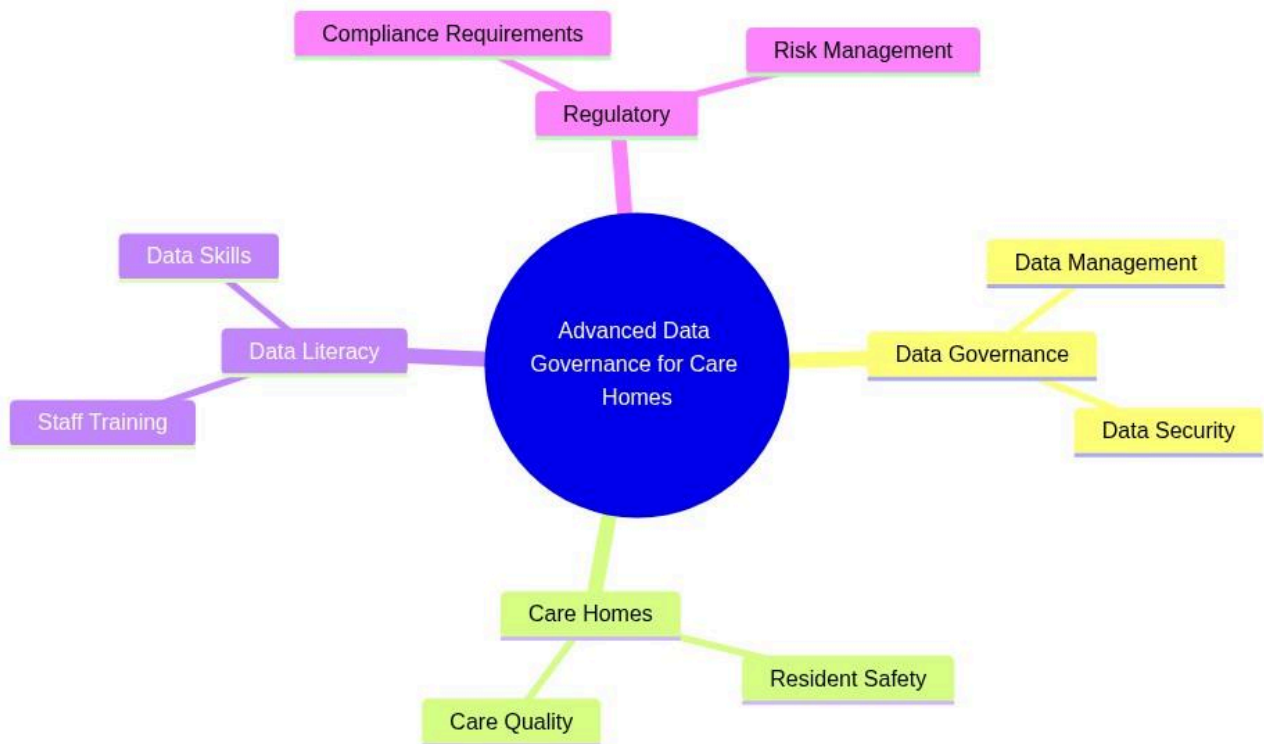 Compliance Requirements
Risk Management
Regulatory
Data Skills
Data Management
Data Literacy
Data Governance
Staff Training
Data Security
Advanced Data
Governance for Care
Homes
Care Homes
Resident Safety
Care Quality